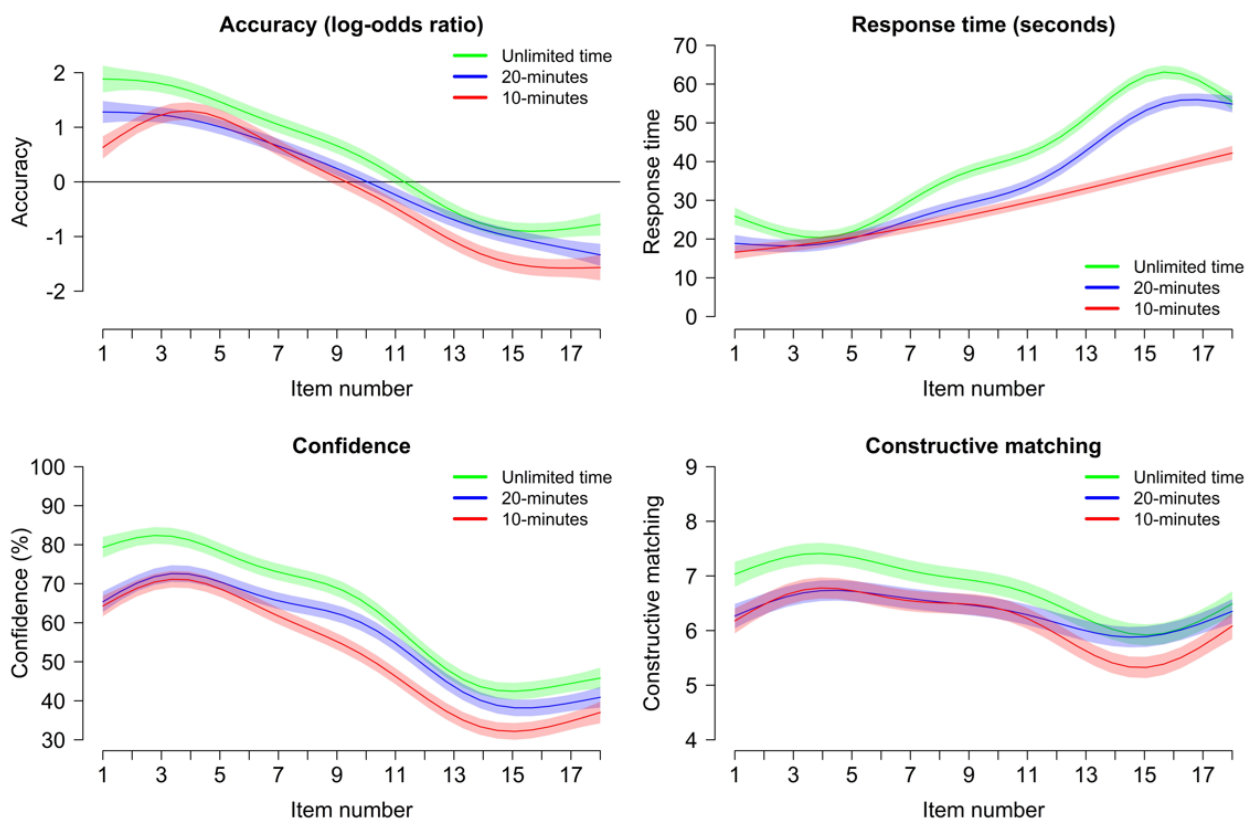 Accuracy (log-odds ratio)
Accuracy
2
1
0
-1
-2
Unlimited time
20-minutes
10-minutes
1 3 5 7 9 11 13 15 17
Item number
Response time (seconds)
Response time
70
60
50
40
30
20
10
0
Unlimited time
20-minutes
10-minutes
1 3 5 7 9 11 13 15 17
Item number
Confidence
Confidence (%)
100
90
80
70
60
50
40
30
Unlimited time
20-minutes
10-minutes
1 3 5 7 9 11 13 15 17
Item number
Constructive matching
Constructive matching
9
8
7
6
5
4
Unlimited time
20-minutes
10-minutes
1 3 5 7 9 11 13 15 17
Item number